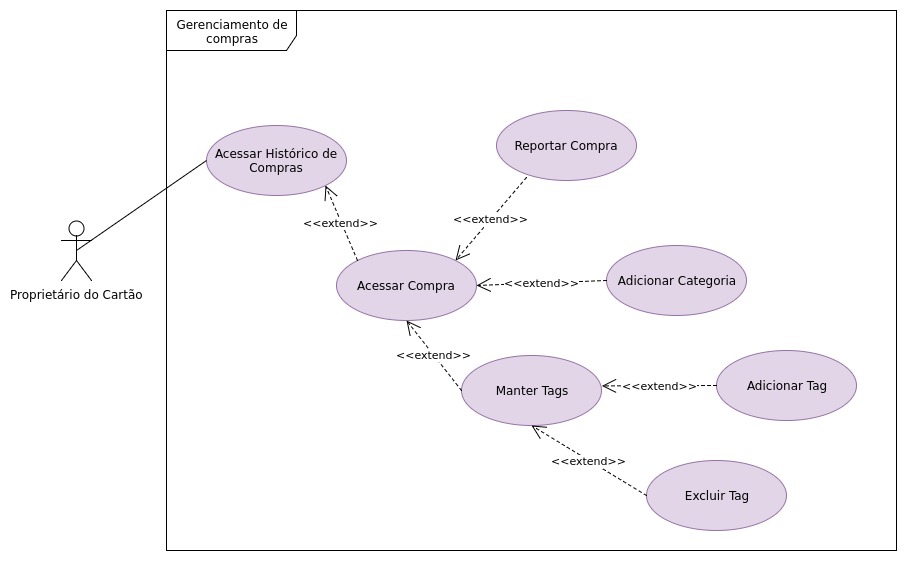 Gerenciamento de
compras
Acessar Histórico de
Compras
Reportar Compra
<<extend>>
<<extend>>
Acessar Compra
<<extend>>
Adicionar Categoria
Proprietário do Cartão
<<extend>>
Manter Tags
<<extend>>
Adicionar Tag
<<extend>>
Excluir Tag